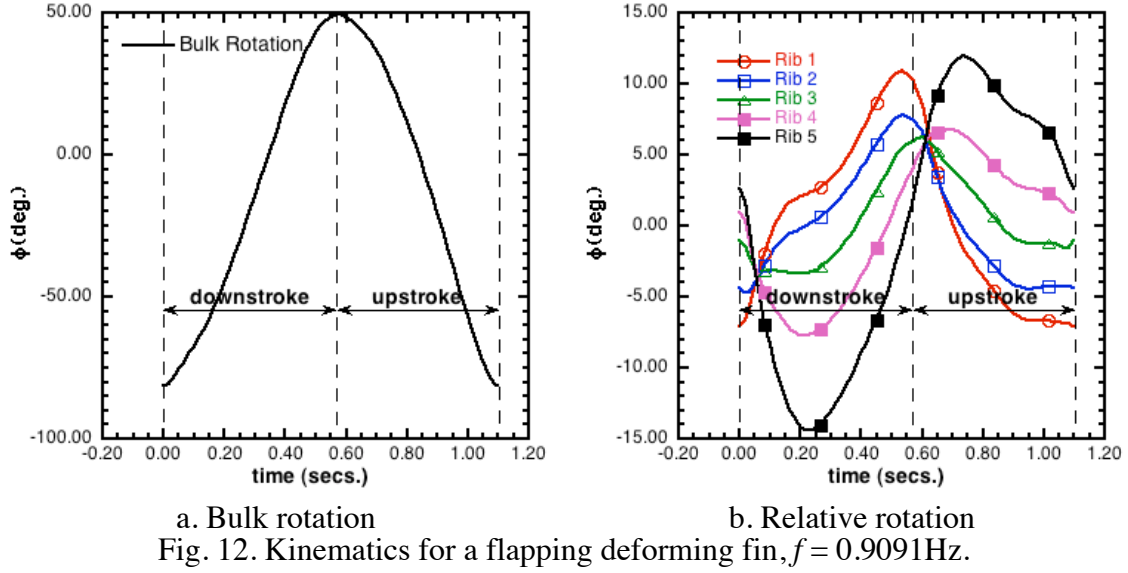 50.00
0.00
-50.00
-100.00
ϕ(deg.)
Bulk Rotation
downstroke
upstroke
-0.20 0.00 0.20 0.40 0.60 0.80 1.00 1.20
time (secs.)
15.00
10.00
5.00
0.00
-5.00
-10.00
-15.00
ϕ(deg.)
Rib 1
Rib 2
Rib 3
Rib 4
Rib 5
downstroke
upstroke
-0.20 0.00 0.20 0.40 0.60 0.80 1.00 1.20
time (secs.)
a. Bulk rotation
b. Relative rotation
Fig. 12. Kinematics for a flapping deforming fin, f = 0.9091Hz.